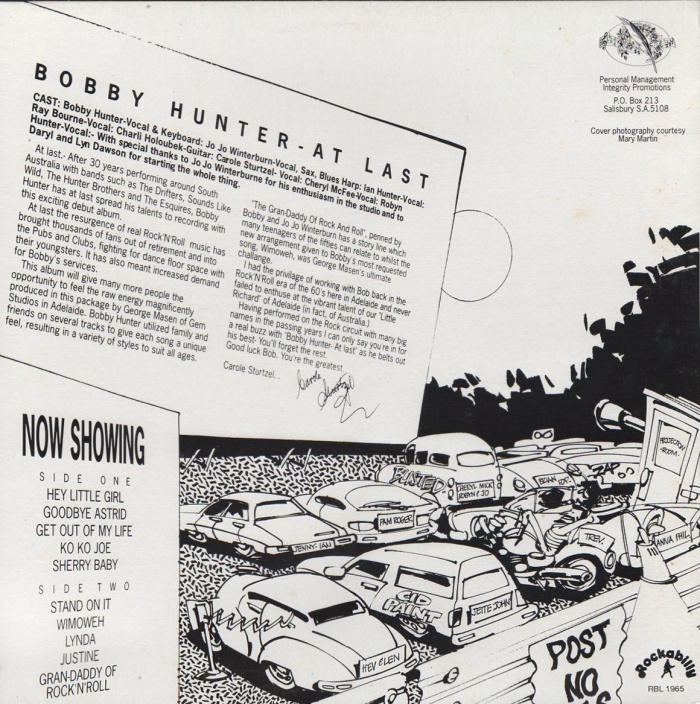 Personal Management
Integrity Promotions
P.O. Box 213
Salisbury S.A.5108
Cover photography courtesy
Mary Martin
BOBBY HUNTER-AT LAST
CAST: Bobby Hunter-Vocal & Keyboard: Jo Jo Winterburn-Vocal, Sax, Blues Harp: Ian Hunter-Vocal:
Ray Bourne-Vocal: Charli Holoubek-Guitar: Carole Sturtzel- Vocal: Cheryl McFee-Vocal: Robyn
Hunter-Vocal:- With special thanks to Jo Jo Winterburne for his enthusiasm in the studio and to
Daryl and Lyn Dawson for starting the whole thing.
At last.- After 30 years performing around South
Australia with bands such as The Drifters, Sounds Like
Wild, The Hunter Brothers and The Esquires, Bobby
Hunter has at last spread his talents to recording with
this exciting debut album.
At last the resurgence of real Rock'N'Roll music has
brought thousands of fans out of retirement and into
the Pubs and Clubs, fighting for dance floor space with
their youngsters. It has also meant increased demand
for Bobby's services.
This album will give many more people the
opportunity to feel the raw energy magnificently
produced in this package by George Masen of Gem
Studios in Adelaide. Bobby Hunter utilized family and
friends on several tracks to give each song a unique
feel, resulting in a variety of styles to suit all ages.
'The Gran-Daddy Of Rock And Roll', penned by
Bobby and Jo Jo Winterburn has a story line which
many teenagers of the fifties can relate to whilst the
new arrangement given to Bobby's most requested
song, Wimoweh, was George Masen's ultimate
challange.
I had the privilage of working with Bob back in the
Rock'N'Roll era of the 60's here in Adelaide and never
failed to enthuse at the vibrant talent of our 'Little
Richard' of Adelaide (in fact, of Australia.)
Having performed on the Rock circuit with many big
names in the passing years I can only say you're in for
a real buzz with 'Bobby Hunter- At last' as he belts out
his best- You'll forget the rest.
Good luck Bob. You're the greatest.
Carole Sturtzel...
Carole Sturtzel
NOW SHOWING
SIDE ONE
HEY LITTLE GIRL
GOODBYE ASTRID
GET OUT OF MY LIFE
KO KO JOE
SHERRY BABY
SIDE TWO
STAND ON IT
WIMOWEH
LYNDA
JUSTINE
GRAN-DADDY OF
ROCK'N'ROLL
PROJECTOR
ROOM
BUSTED
CHERYL MICK
ROBYN & JO
BRIAN
ZAP
PAM ROGER
JENNY: IAN
TREV.
ANNA PHIL
CID
PAINT
JETTE JOHN
HEV & LEN
POST
NO
Rockability
RBL 1965